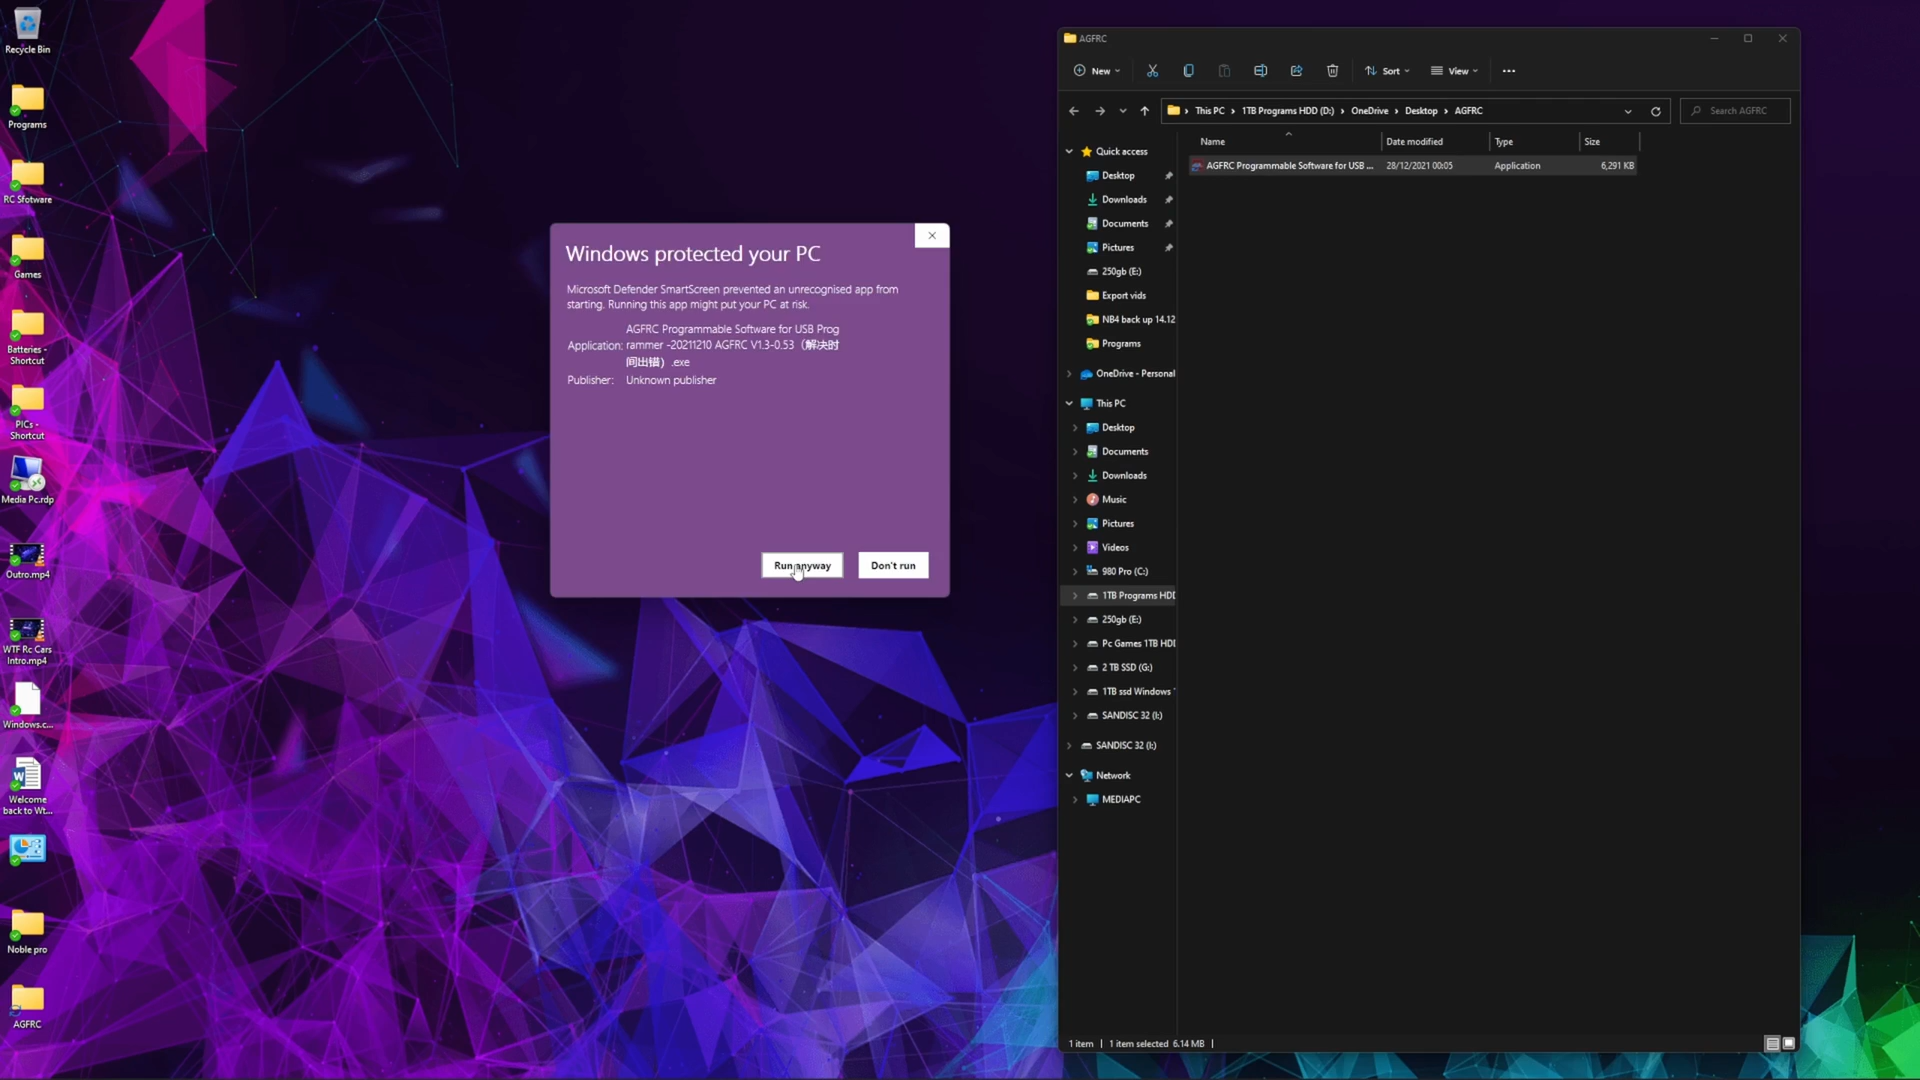 Recycle Bin
Programs
RC Sfotware
Games
Batteries -
Shortcut
PICs -
Shortcut
Media Pc.rdp
Outro.mp4
WTF Rc Cars
Intro.mp4
Windows.c...
Welcome
back to Wt...
Noble pro
AGFRC
Windows protected your PC
Microsoft Defender SmartScreen prevented an unrecognised app from
starting. Running this app might put your PC at risk.
AGFRC Programmable Software for USB Prog
Application: rammer -20211210 AGFRC V1.3-0.53（解决时
间出错）.exe
Publisher: Unknown publisher
Run anyway
Don't run
AGFRC
New
Sort
View
This PC > 1TB Programs HDD (D:) > OneDrive > Desktop > AGFRC
Search AGFRC
Name
Date modified
Type
Size
AGFRC Programmable Software for USB ...
28/12/2021 00:05
Application
6,291 KB
Quick access
Desktop
Downloads
Documents
Pictures
250gb (E:)
Export vids
NB4 back up 14.12
Programs
OneDrive - Personal
This PC
Desktop
Documents
Downloads
Music
Pictures
Videos
980 Pro (C:)
1TB Programs HDD
250gb (E:)
Pc Games 1TB HDD
2 TB SSD (G:)
1TB ssd Windows
SANDISC 32 (I:)
SANDISC 32 (I:)
Network
MEDIAPC
1 item
1 item selected 6.14 MB